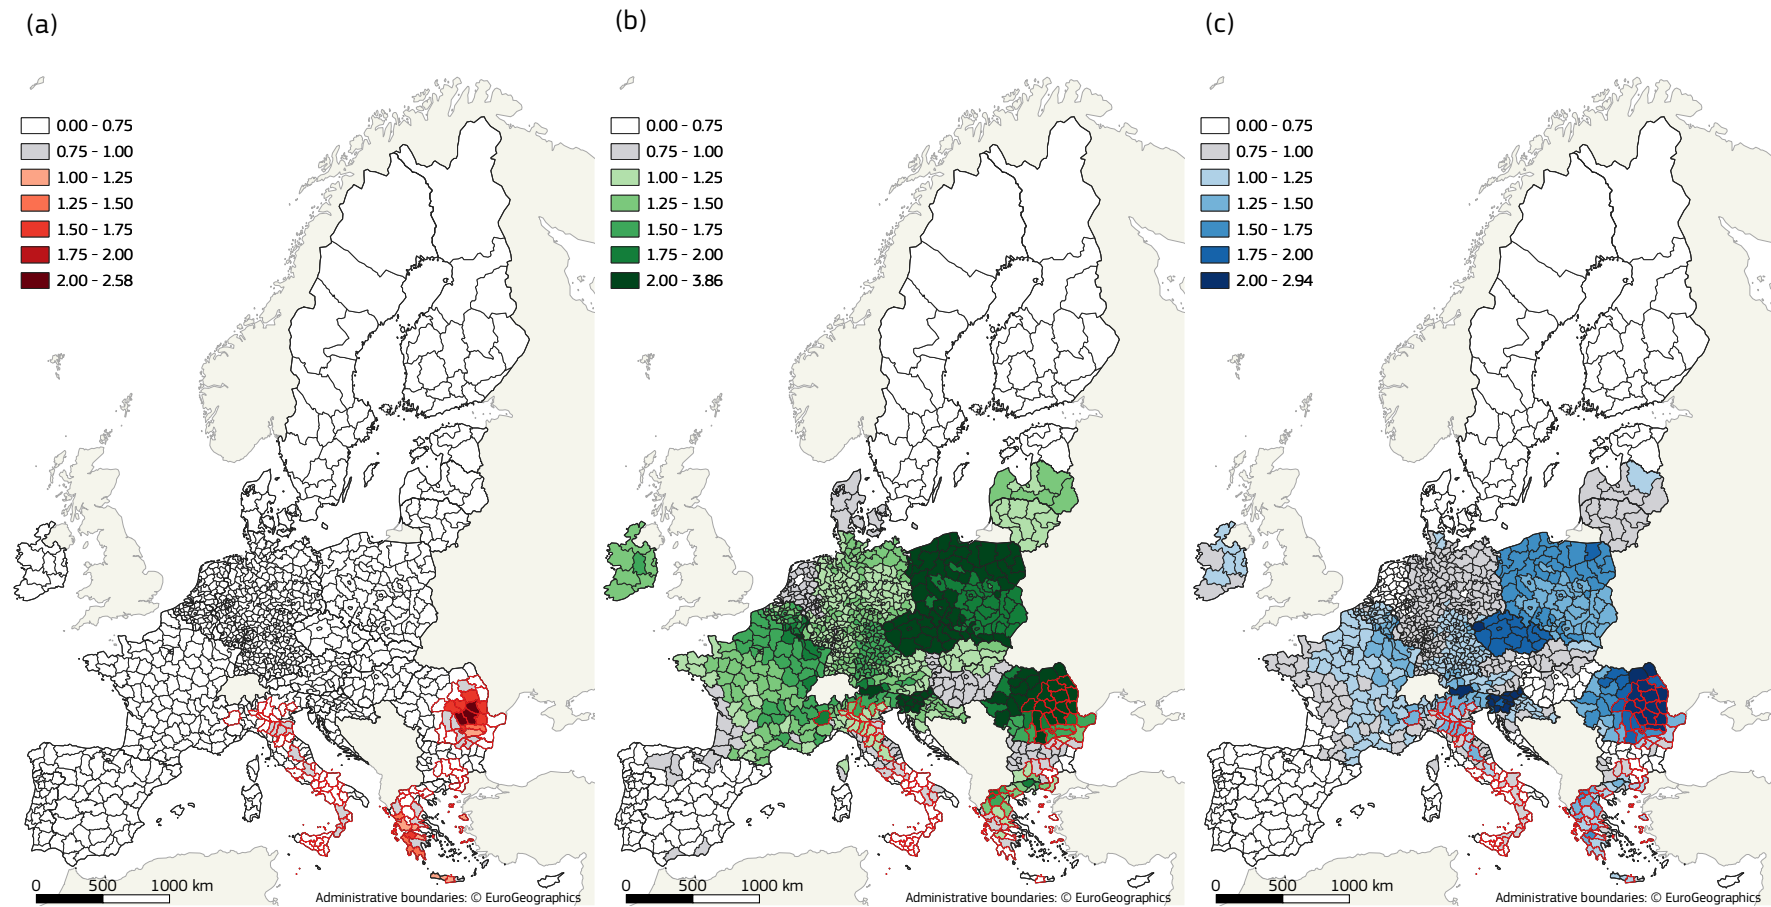 (a)
0.00 – 0.75
0.75 – 1.00
1.00 – 1.25
1.25 – 1.50
1.50 – 1.75
1.75 – 2.00
2.00 – 2.58
0 500 1000 km
Administrative boundaries: © EuroGeographics
(b)
0.00 – 0.75
0.75 – 1.00
1.00 – 1.25
1.25 – 1.50
1.50 – 1.75
1.75 – 2.00
2.00 – 3.86
0 500 1000 km
Administrative boundaries: © EuroGeographics
(c)
0.00 – 0.75
0.75 – 1.00
1.00 – 1.25
1.25 – 1.50
1.50 – 1.75
1.75 – 2.00
2.00 – 2.94
0 500 1000 km
Administrative boundaries: © EuroGeographics